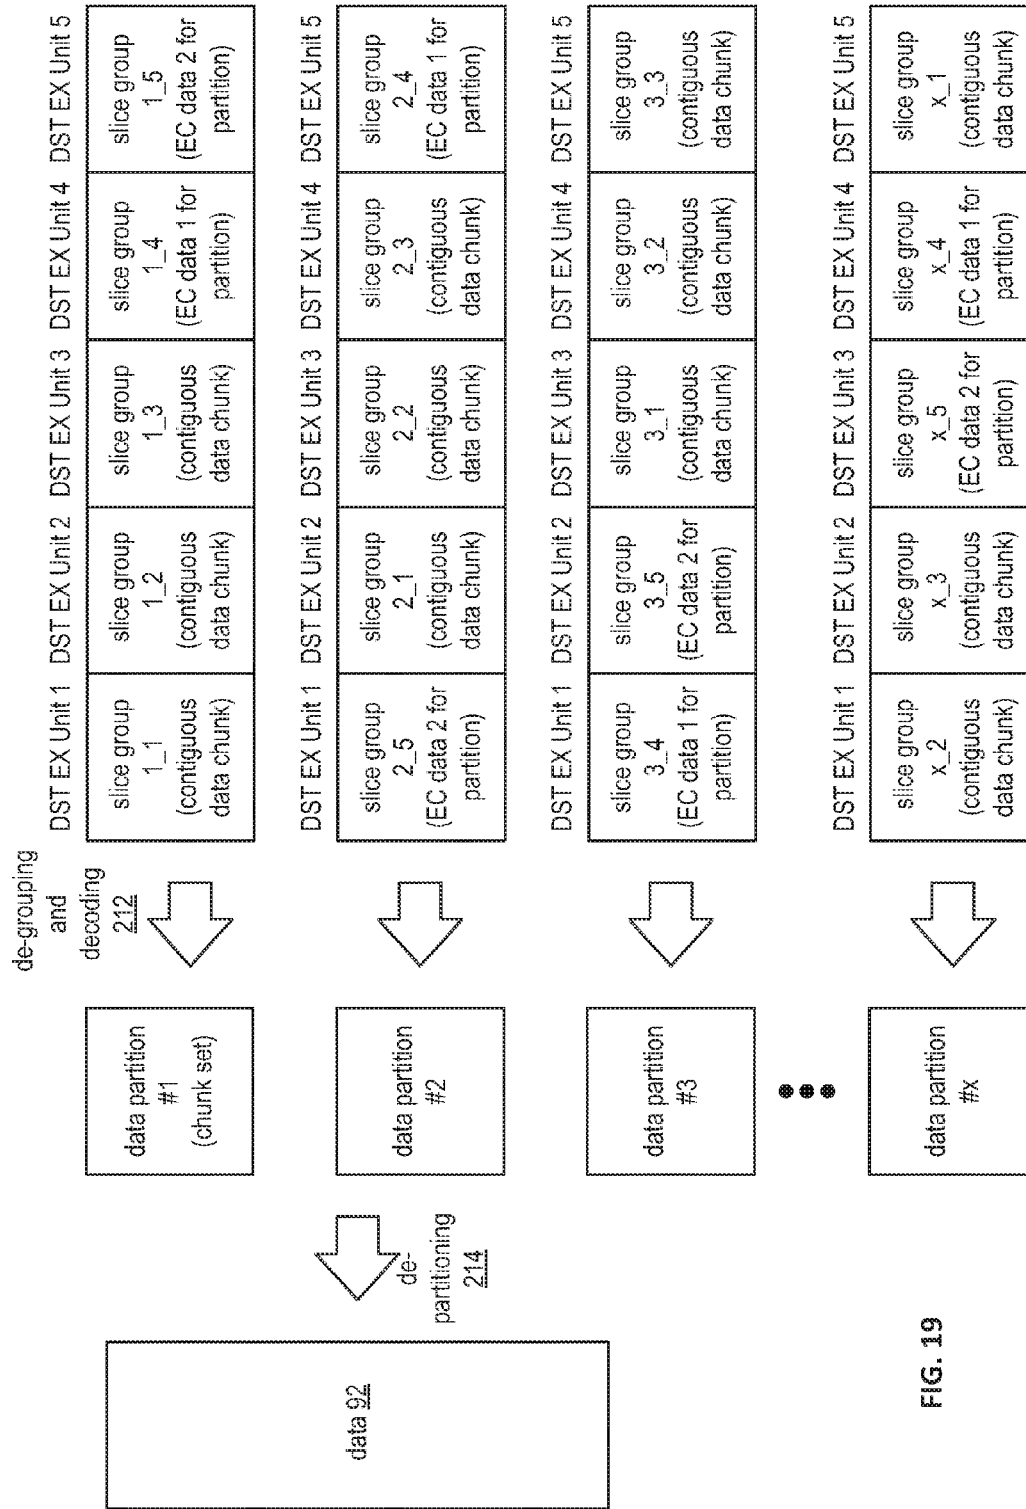 de-grouping
and
decoding
212
DST EX Unit 1
DST EX Unit 2
DST EX Unit 3
DST EX Unit 4
DST EX Unit 5
data partition
#1
(chunk set)
slice group
1_1
(contiguous
data chunk)
slice group
1_2
(contiguous
data chunk)
slice group
1_3
(contiguous
data chunk)
slice group
1_4
(EC data 1 for
partition)
slice group
1_5
(EC data 2 for
partition)
DST EX Unit 1
DST EX Unit 2
DST EX Unit 3
DST EX Unit 4
DST EX Unit 5
data 92
de-
partitioning
214
data partition
#2
slice group
2_5
(EC data 2 for
partition)
slice group
2_1
(contiguous
data chunk)
slice group
2_2
(contiguous
data chunk)
slice group
2_3
(contiguous
data chunk)
slice group
2_4
(EC data 1 for
partition)
DST EX Unit 1
DST EX Unit 2
DST EX Unit 3
DST EX Unit 4
DST EX Unit 5
data partition
#3
slice group
3_4
(EC data 1 for
partition)
slice group
3_5
(EC data 2 for
partition)
slice group
3_1
(contiguous
data chunk)
slice group
3_2
(contiguous
data chunk)
slice group
3_3
(contiguous
data chunk)
DST EX Unit 1
DST EX Unit 2
DST EX Unit 3
DST EX Unit 4
DST EX Unit 5
data partition
#x
slice group
x_2
(contiguous
data chunk)
slice group
x_3
(contiguous
data chunk)
slice group
x_5
(EC data 2 for
partition)
slice group
x_4
(EC data 1 for
partition)
slice group
x_1
(contiguous
data chunk)
FIG. 19